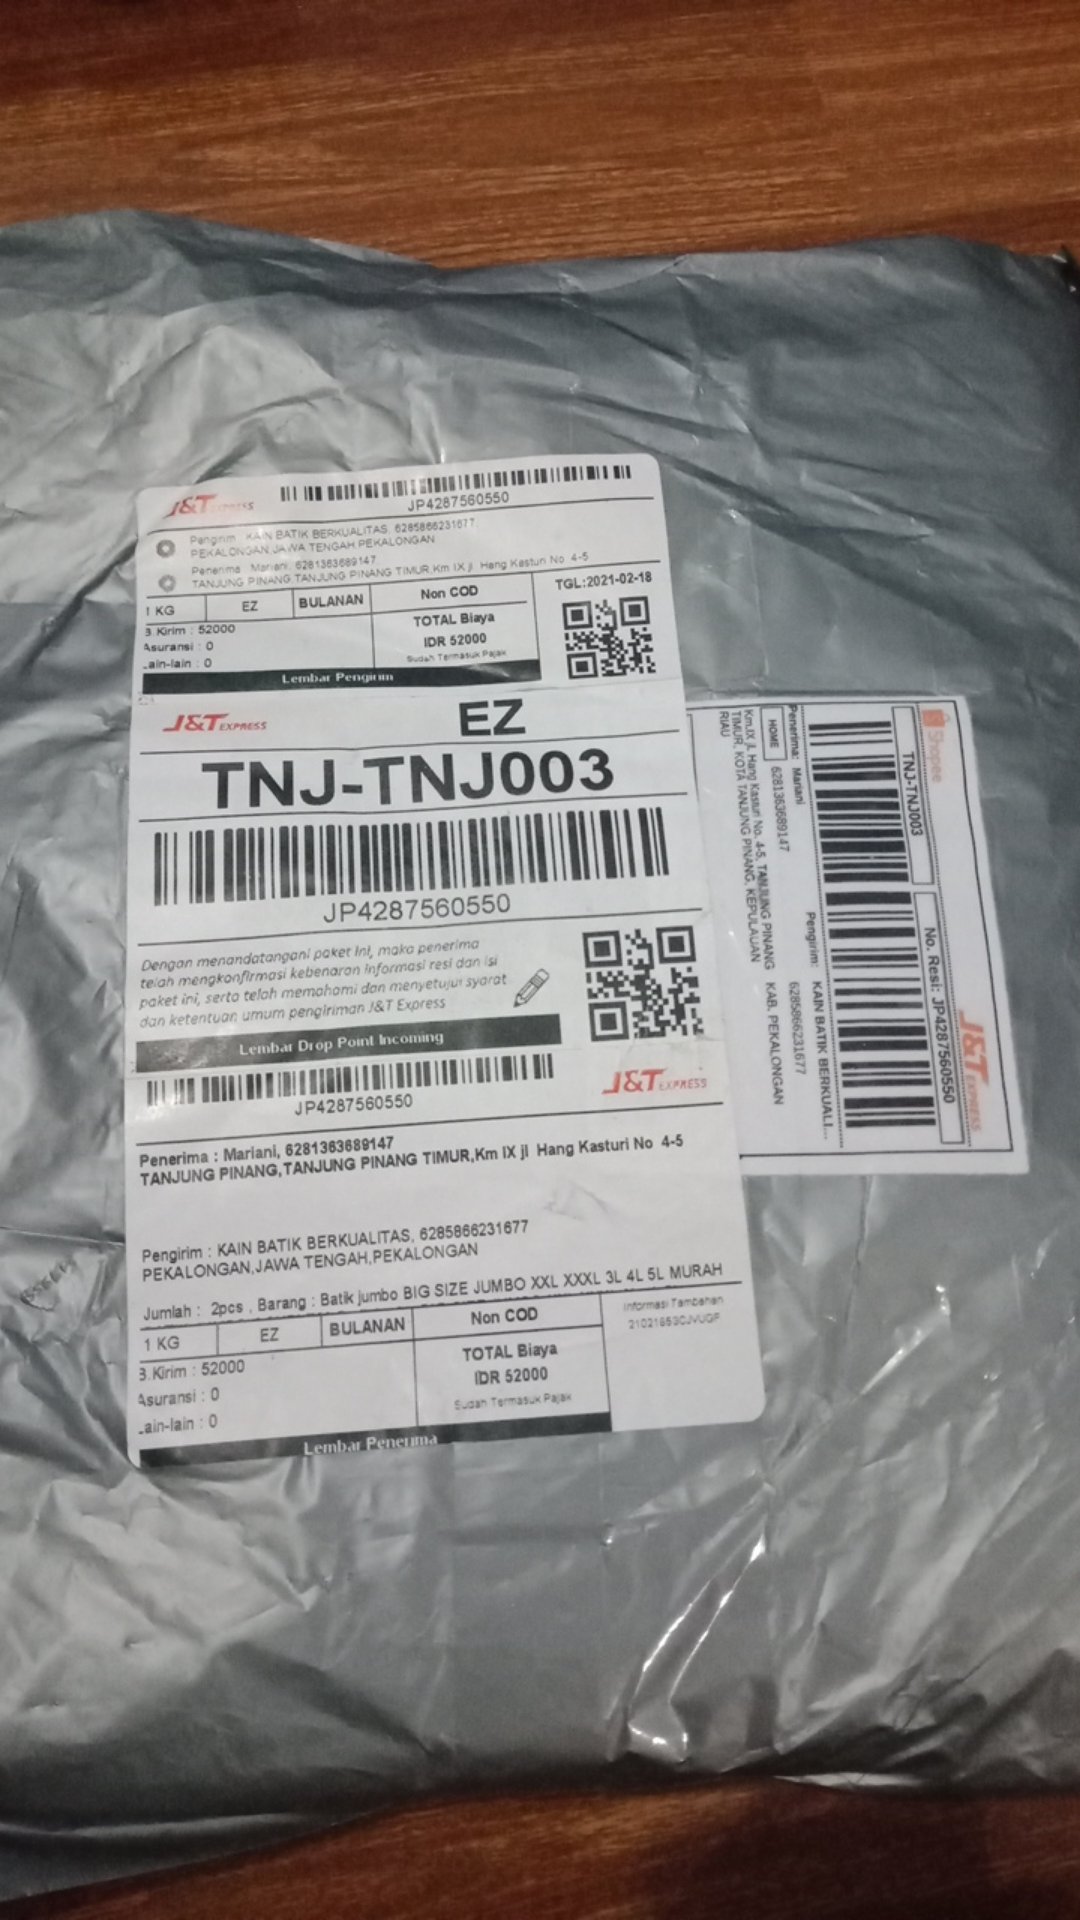 J&T EXPRESS
JP4287560550
Pengirim KAIN BATIK BERKUALITAS, 6285866231677
PEKALONGAN,JAWA TENGAH,PEKALONGAN
Penerima Mariani, 6281363689147
TANJUNG PINANG,TANJUNG PINANG TIMUR,Km IX jl Hang Kasturi No 4-5
1 KG EZ BULANAN Non COD TGL:2021-02-18
B.Kirim : 52000
Asuransi : 0
ain-lain : 0
TOTAL Biaya
IDR 52000
Sudah Termasuk Pajak
Lembar Pengirim
J&T EXPRESS EZ
TNJ-TNJ003
JP4287560550
Dengan menandatangani paket ini, maka penerima
telah mengkonfirmasi kebenaran informasi resi dan isi
paket ini, serta telah memahami dan menyetujui syarat
dan ketentuan umum pengiriman J&T Express
Lembar Drop Point Incoming
JP4287560550
J&T EXPRESS
Penerima : Mariani, 6281363689147
TANJUNG PINANG,TANJUNG PINANG TIMUR,Km IX jl Hang Kasturi No 4-5
Pengirim : KAIN BATIK BERKUALITAS, 6285866231677
PEKALONGAN,JAWA TENGAH,PEKALONGAN
Jumlah : 2pcs , Barang : Batik jumbo BIG SIZE JUMBO XXL XXXL 3L 4L 5L MURAH
1 KG EZ BULANAN Non COD
Informasi Tambahan
B.Kirim : 52000
Asuransi : 0
ain-lain : 0
TOTAL Biaya
IDR 52000
Sudah Termasuk Pajak
Lembar Penerima
Shopee
J&T EXPRESS
TNJ-TNJ003
No. Resi: JP4287560550
Penerima: Mariani
Pengirim: KAIN BATIK BERKUALI...
HOME 6281363689147
6285866231677
Km.IX jl. Hang Kasturi No. 4-5, TANJUNG PINANG
TIMUR, KOTA TANJUNG PINANG, KEPULAUAN
RIAU
KAB. PEKALONGAN